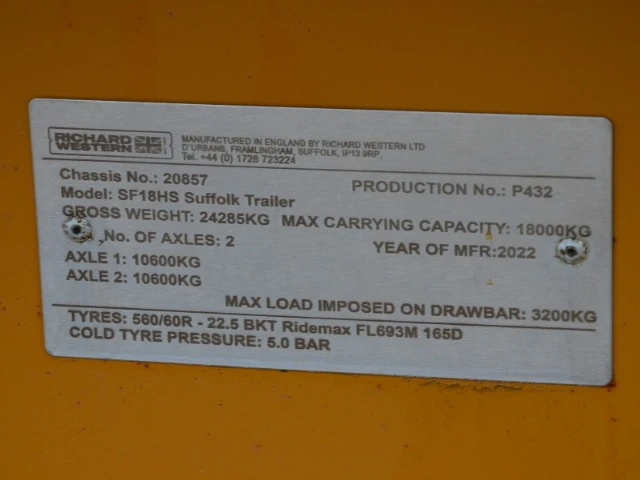 RICHARD
WESTERN
MANUFACTURED IN ENGLAND BY RICHARD WESTERN LTD
D'URBANS, FRAMLINGHAM, SUFFOLK, IP13 9RP.
Tel. +44 (0) 1728 723224
Chassis No.: 20857
PRODUCTION No.: P432
Model: SF18HS Suffolk Trailer
GROSS WEIGHT: 24285KG MAX CARRYING CAPACITY: 18000KG
No. OF AXLES: 2
YEAR OF MFR:2022
AXLE 1: 10600KG
AXLE 2: 10600KG
MAX LOAD IMPOSED ON DRAWBAR: 3200KG
TYRES: 560/60R - 22.5 BKT Ridemax FL693M 165D
COLD TYRE PRESSURE: 5.0 BAR